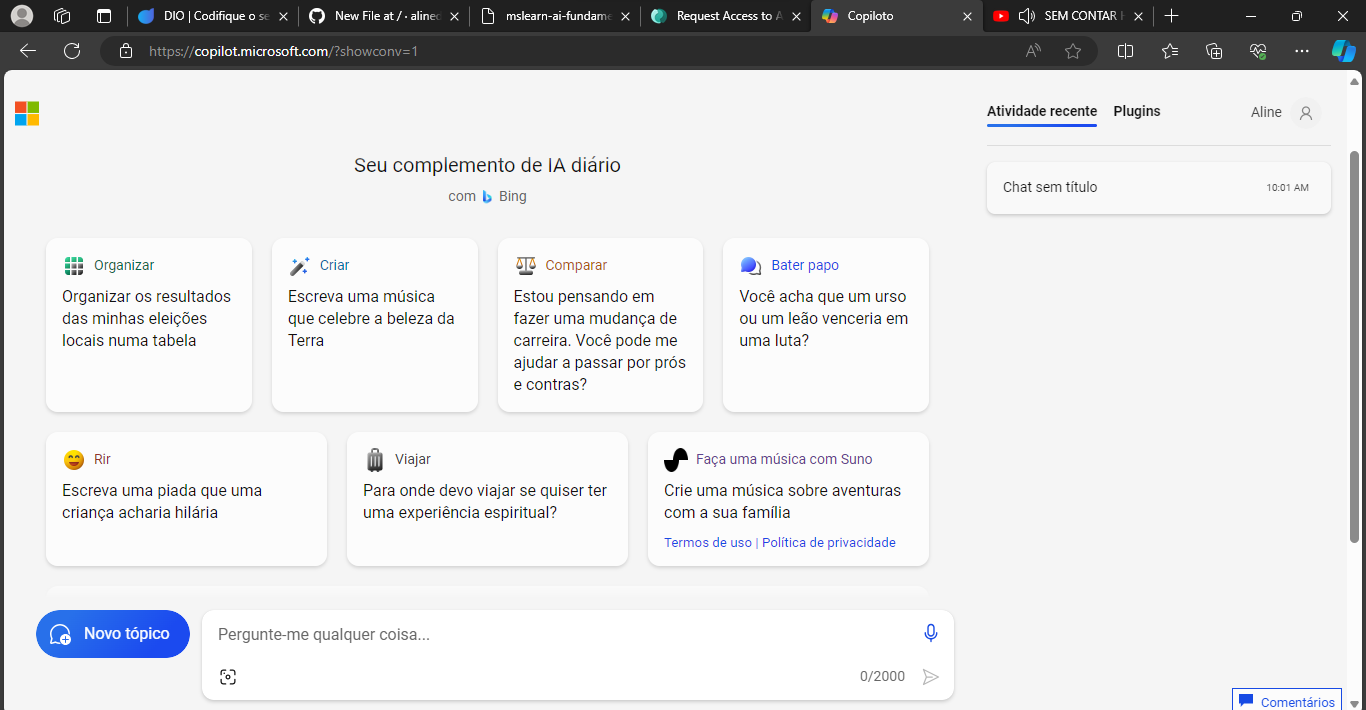 DIO | Codifique o se
New File at / · alined
mslearn-ai-fundame
Request Access to A
Copiloto
SEM CONTAR
https://copilot.microsoft.com/?showconv=1
Atividade recente
Plugins
Aline
Seu complemento de IA diário
com Bing
Chat sem título
10:01 AM
Organizar
Organizar os resultados
das minhas eleições
locais numa tabela
Criar
Escreva uma música
que celebre a beleza da
Terra
Comparar
Estou pensando em
fazer uma mudança de
carreira. Você pode me
ajudar a passar por prós
e contras?
Bater papo
Você acha que um urso
ou um leão venceria em
uma luta?
Rir
Escreva uma piada que uma
criança acharia hilária
Viajar
Para onde devo viajar se quiser ter
uma experiência espiritual?
Faça uma música com Suno
Crie uma música sobre aventuras
com a sua família
Termos de uso | Política de privacidade
Novo tópico
Pergunte-me qualquer coisa...
0/2000
Comentários